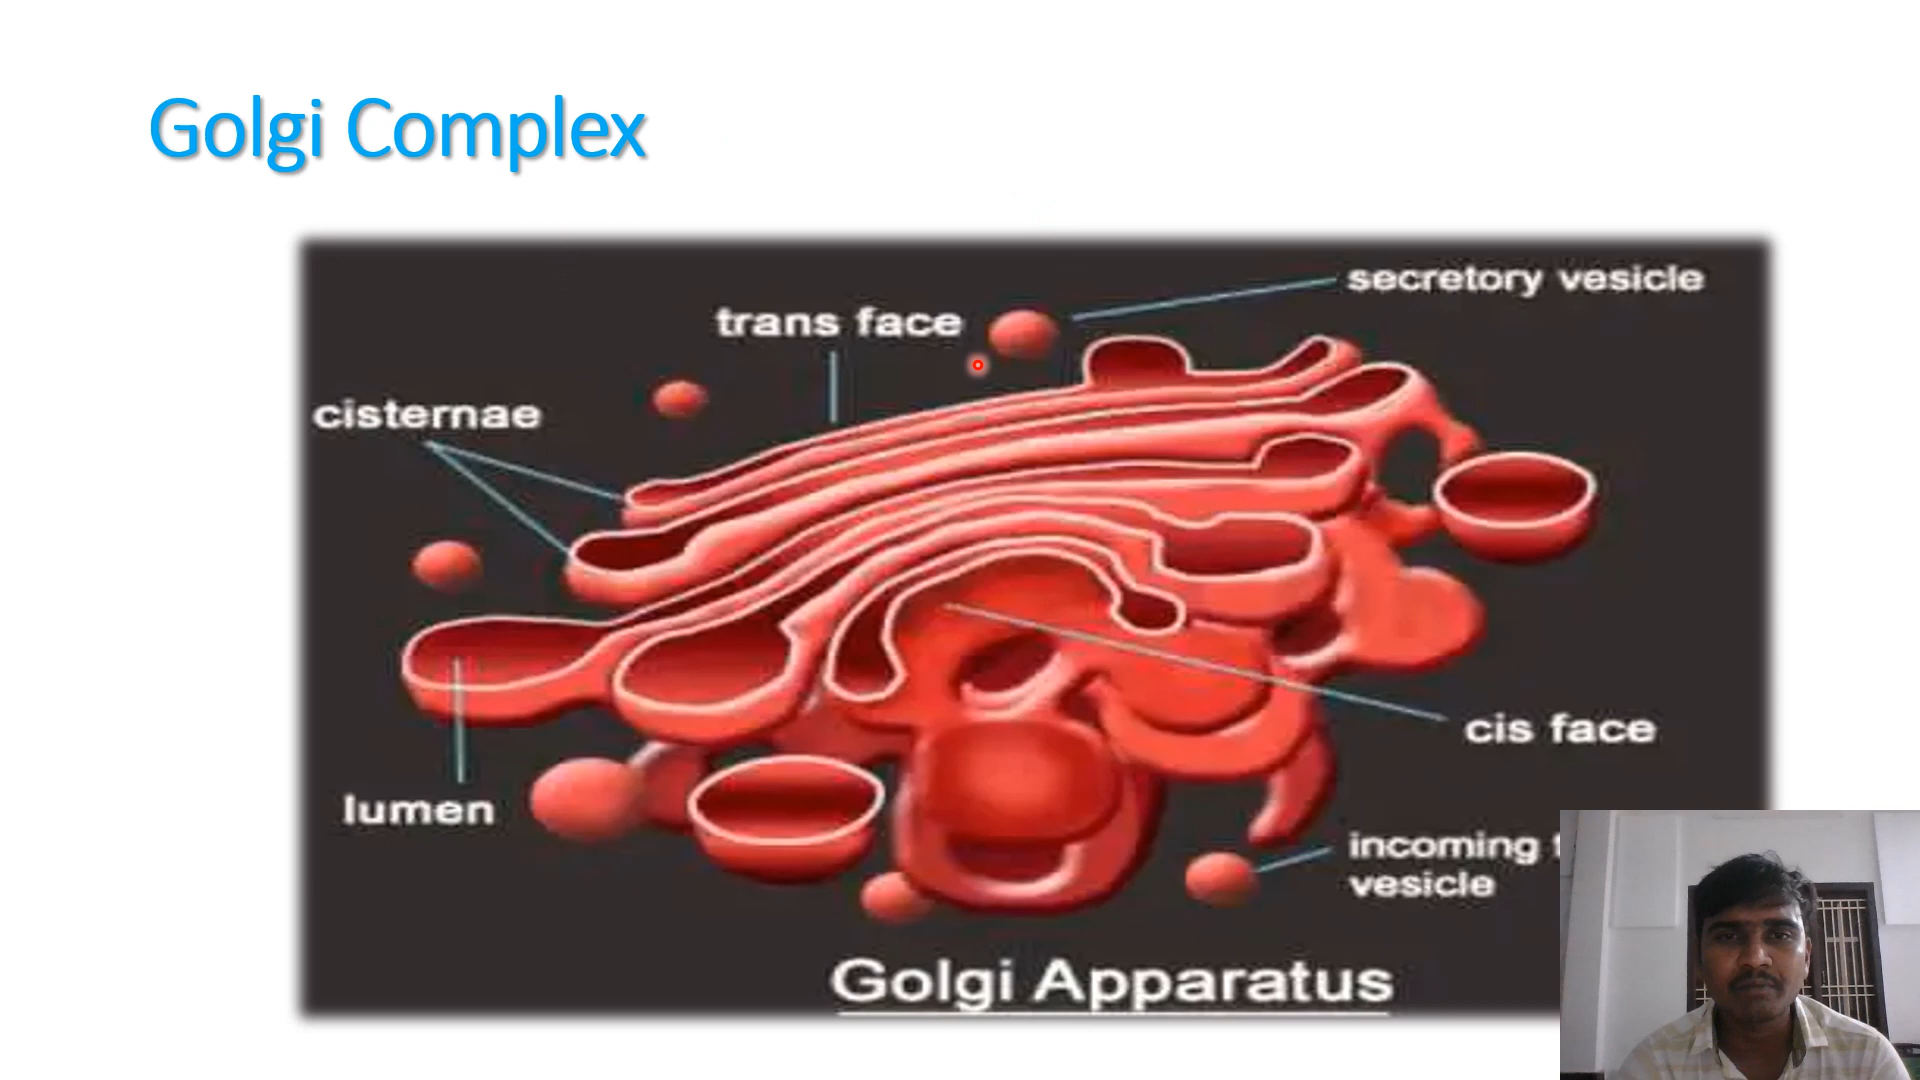 Golgi Complex
secretory vesicle
trans face
cisternae
cis face
lumen
incoming
vesicle
Golgi Apparatus